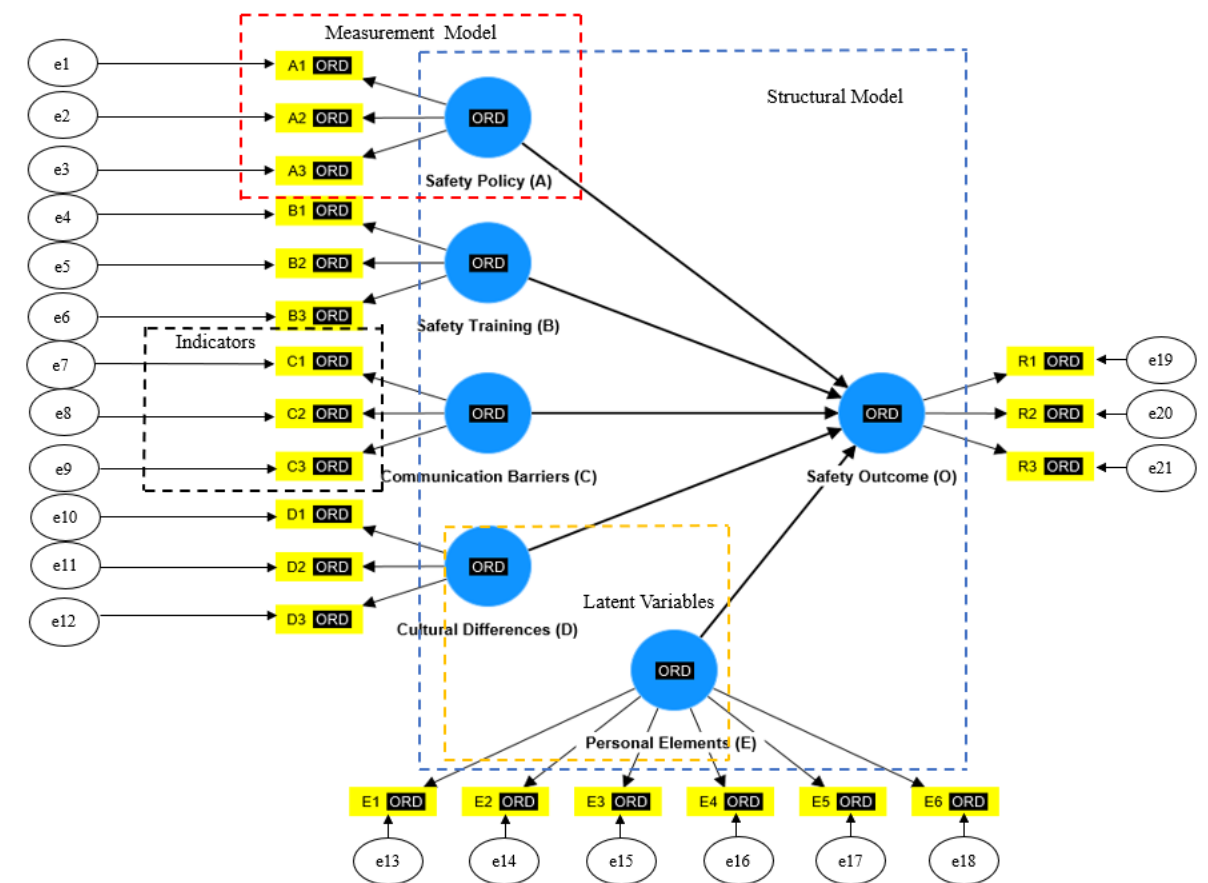 Measurement Model
e1
A1 ORD
Structural Model
e2
A2 ORD
ORD
e3
A3 ORD
Safety Policy (A)
e4
B1 ORD
e5
B2 ORD
ORD
e6
B3 ORD
Safety Training (B)
Indicators
e7
C1 ORD
R1 ORD
e19
e8
C2 ORD
ORD
ORD
R2 ORD
e20
e9
C3 ORD
Communication Barriers (C)
Safety Outcome (O)
R3 ORD
e21
e10
D1 ORD
e11
D2 ORD
ORD
Latent Variables
e12
D3 ORD
Cultural Differences (D)
ORD
Personal Elements (E)
E1 ORD
E2 ORD
E3 ORD
E4 ORD
E5 ORD
E6 ORD
e13
e14
e15
e16
e17
e18